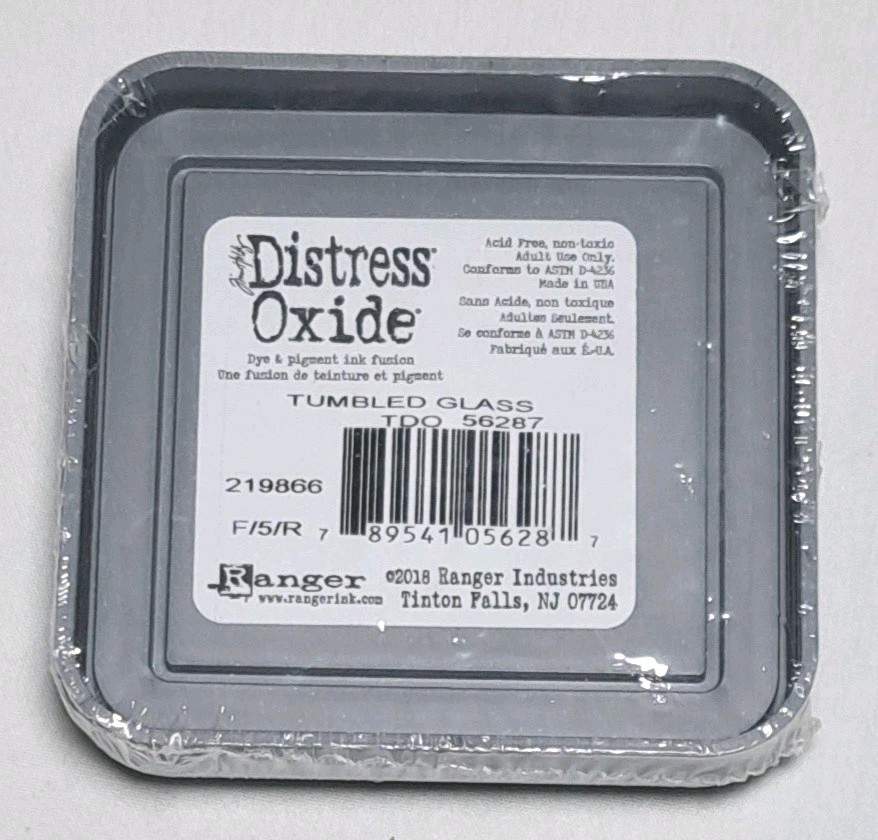 Tim Holtz
Distress®
Oxide®
Dye & pigment ink fusion
Une fusion de teinture et pigment
Acid Free, non-toxic
Adult Use Only.
Conforms to ASTM D-4236
Made in USA
Sans Acide, non toxique
Adultes Seulement.
Se conforme à ASTM D-4236
Fabriqué aux É.-U.A.
TUMBLED GLASS
TDO 56287
219866
F/5/R
7 89541 05628 7
Ranger
www.rangerink.com
©2018 Ranger Industries
Tinton Falls, NJ 07724